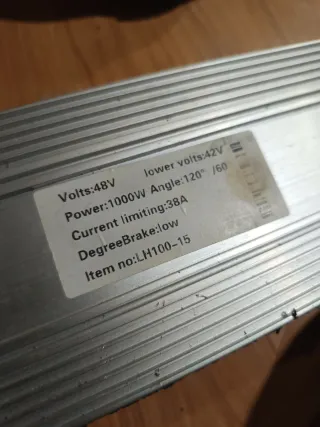 Volts:48V lower volts:42V
Power:1000W Angle:120° /60
Current limiting:38A
DegreeBrake:low
Item no:LH100-15